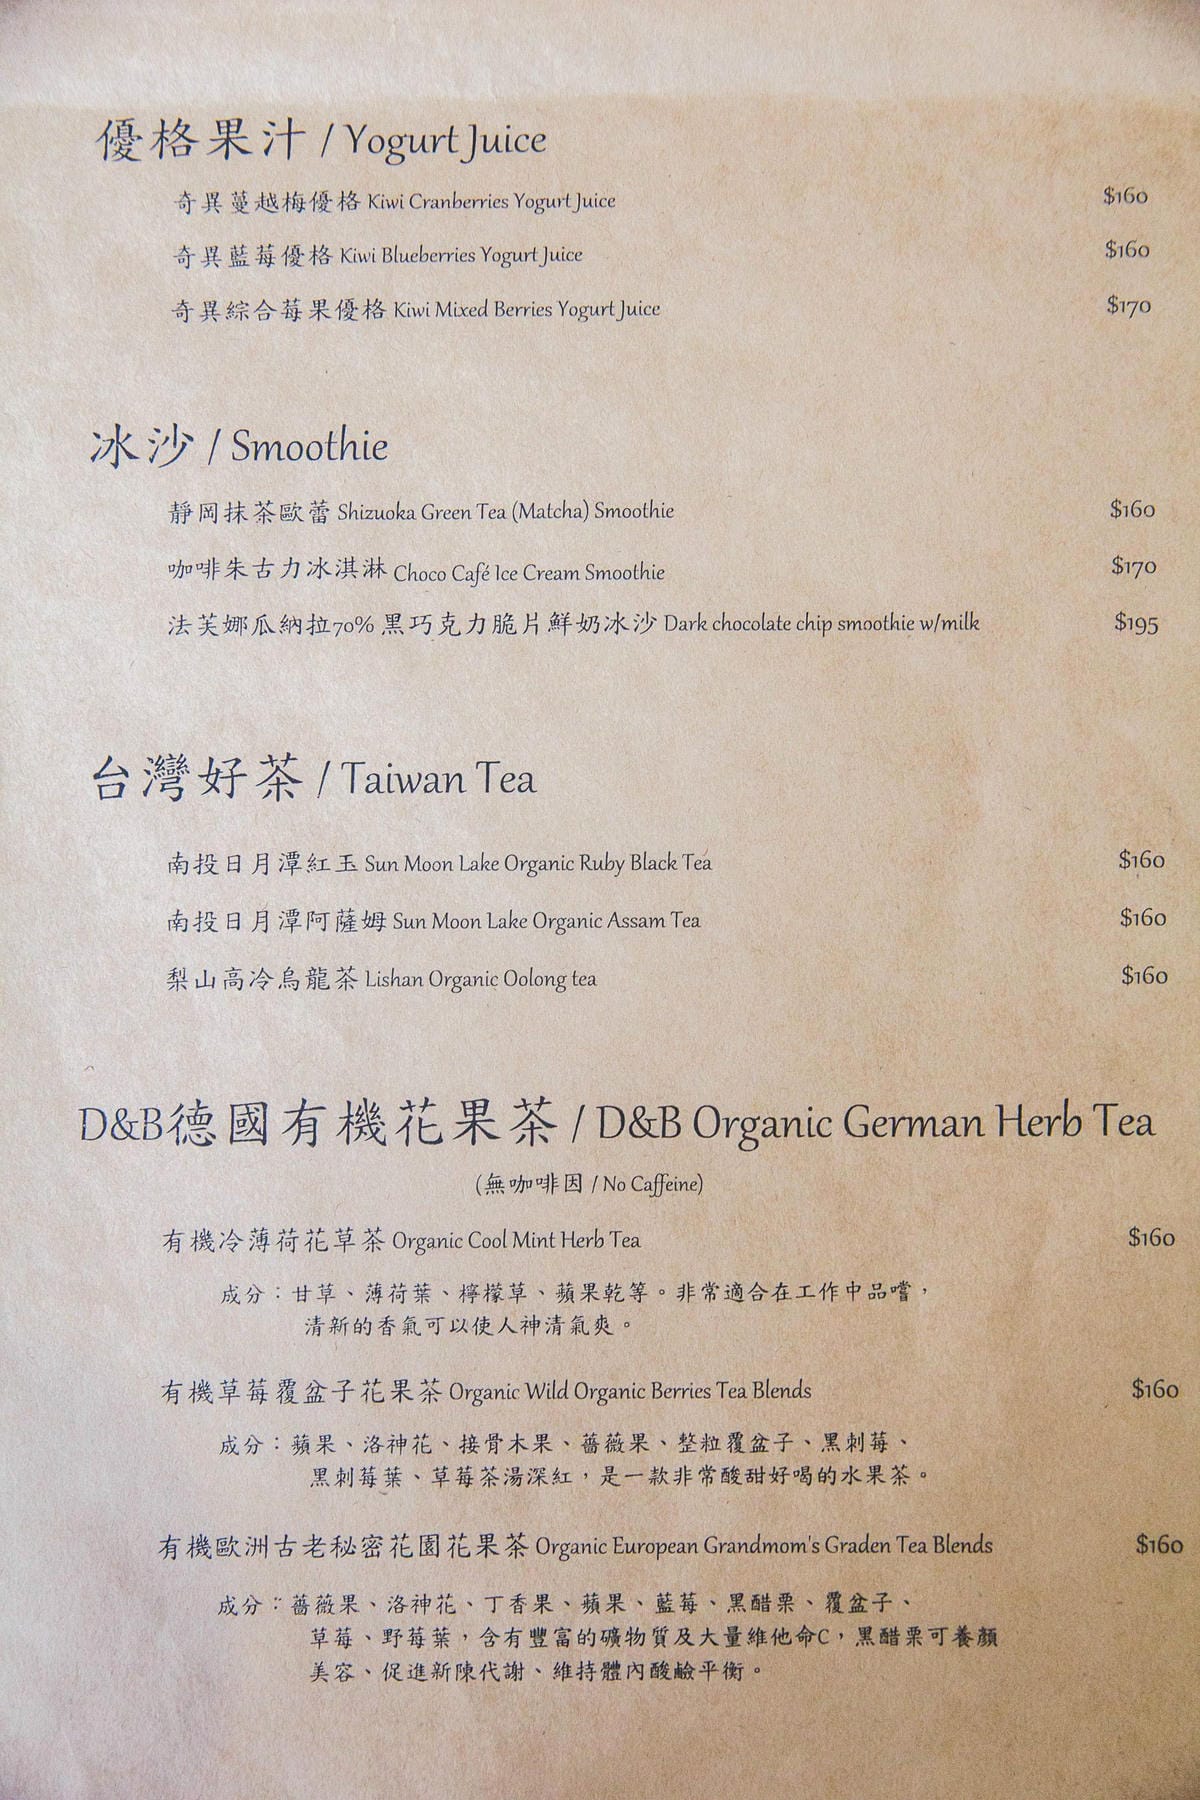 優格果汁 / Yogurt Juice
奇異蔓越梅優格 Kiwi Cranberries Yogurt Juice $160
奇異藍莓優格 Kiwi Blueberries Yogurt Juice $160
奇異綜合莓果優格 Kiwi Mixed Berries Yogurt Juice $170
冰沙 / Smoothie
靜岡抹茶歐蕾 Shizuoka Green Tea (Matcha) Smoothie $160
咖啡朱古力冰淇淋 Choco Café Ice Cream Smoothie $170
法芙娜瓜納拉70% 黑巧克力脆片鮮奶冰沙 Dark chocolate chip smoothie w/milk $195
台灣好茶 / Taiwan Tea
南投日月潭紅玉 Sun Moon Lake Organic Ruby Black Tea $160
南投日月潭阿薩姆 Sun Moon Lake Organic Assam Tea $160
梨山高冷烏龍茶 Lishan Organic Oolong tea $160
D&B德國有機花果茶 / D&B Organic German Herb Tea
(無咖啡因 / No Caffeine)
有機冷薄荷花草茶 Organic Cool Mint Herb Tea $160
成分：甘草、薄荷葉、檸檬草、蘋果乾等。非常適合在工作中品嚐，
清新的香氣可以使人神清氣爽。
有機草莓覆盆子花果茶 Organic Wild Organic Berries Tea Blends $160
成分：蘋果、洛神花、接骨木果、薔薇果、整粒覆盆子、黑刺莓、
黑刺莓葉、草莓茶湯深紅，是一款非常酸甜好喝的水果茶。
有機歐洲古老秘密花園花果茶 Organic European Grandmom's Graden Tea Blends $160
成分：薔薇果、洛神花、丁香果、蘋果、藍莓、黑醋栗、覆盆子、
草莓、野莓葉，含有豐富的礦物質及大量維他命C，黑醋栗可養顏
美容、促進新陳代謝、維持體內酸鹼平衡。